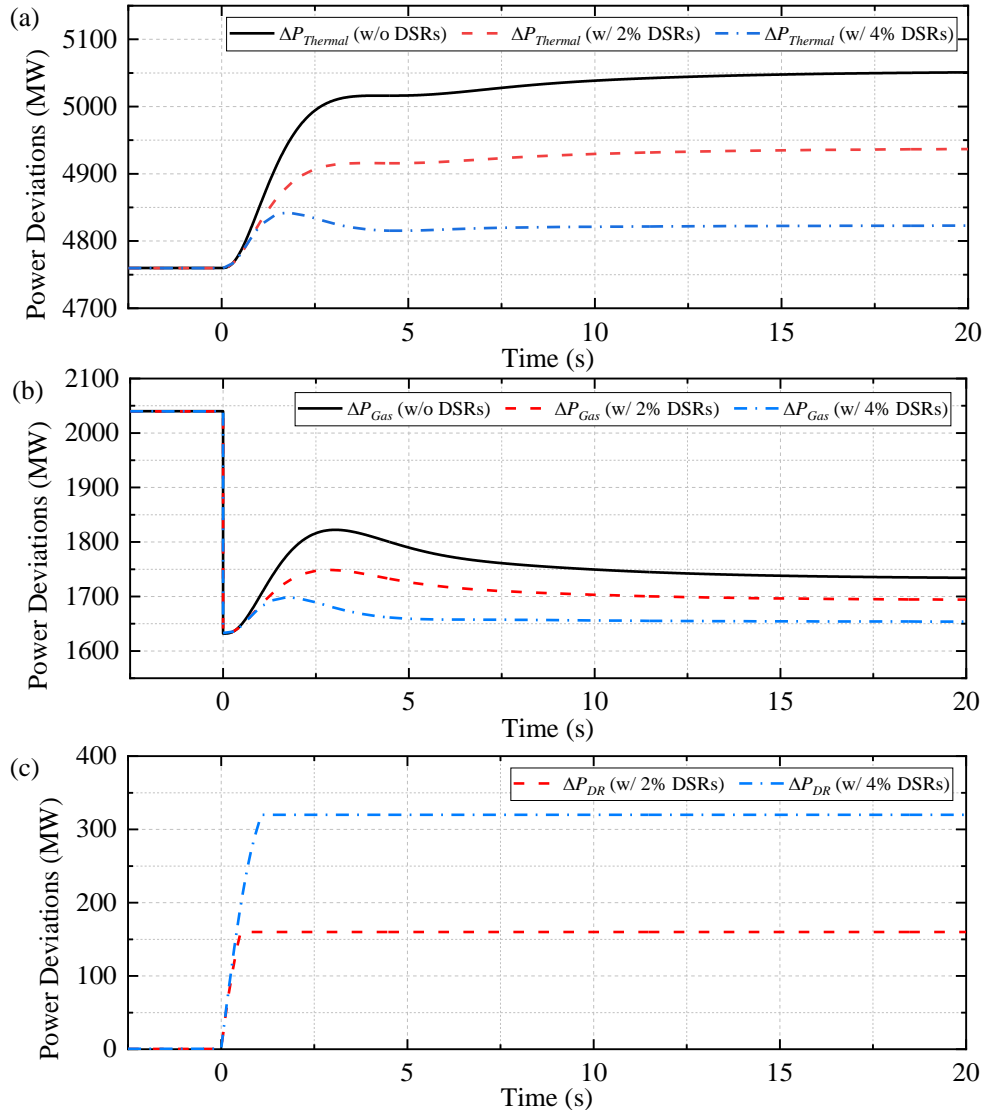 (a)
ΔP_Thermal (w/o DSRs) ΔP_Thermal (w/ 2% DSRs) ΔP_Thermal (w/ 4% DSRs)
Power Deviations (MW)
5100
5000
4900
4800
4700
0 5 10 15 20
Time (s)
(b)
ΔP_Gas (w/o DSRs) ΔP_Gas (w/ 2% DSRs) ΔP_Gas (w/ 4% DSRs)
Power Deviations (MW)
2100
2000
1900
1800
1700
1600
0 5 10 15 20
Time (s)
(c)
ΔP_DR (w/ 2% DSRs) ΔP_DR (w/ 4% DSRs)
Power Deviations (MW)
400
300
200
100
0
0 5 10 15 20
Time (s)